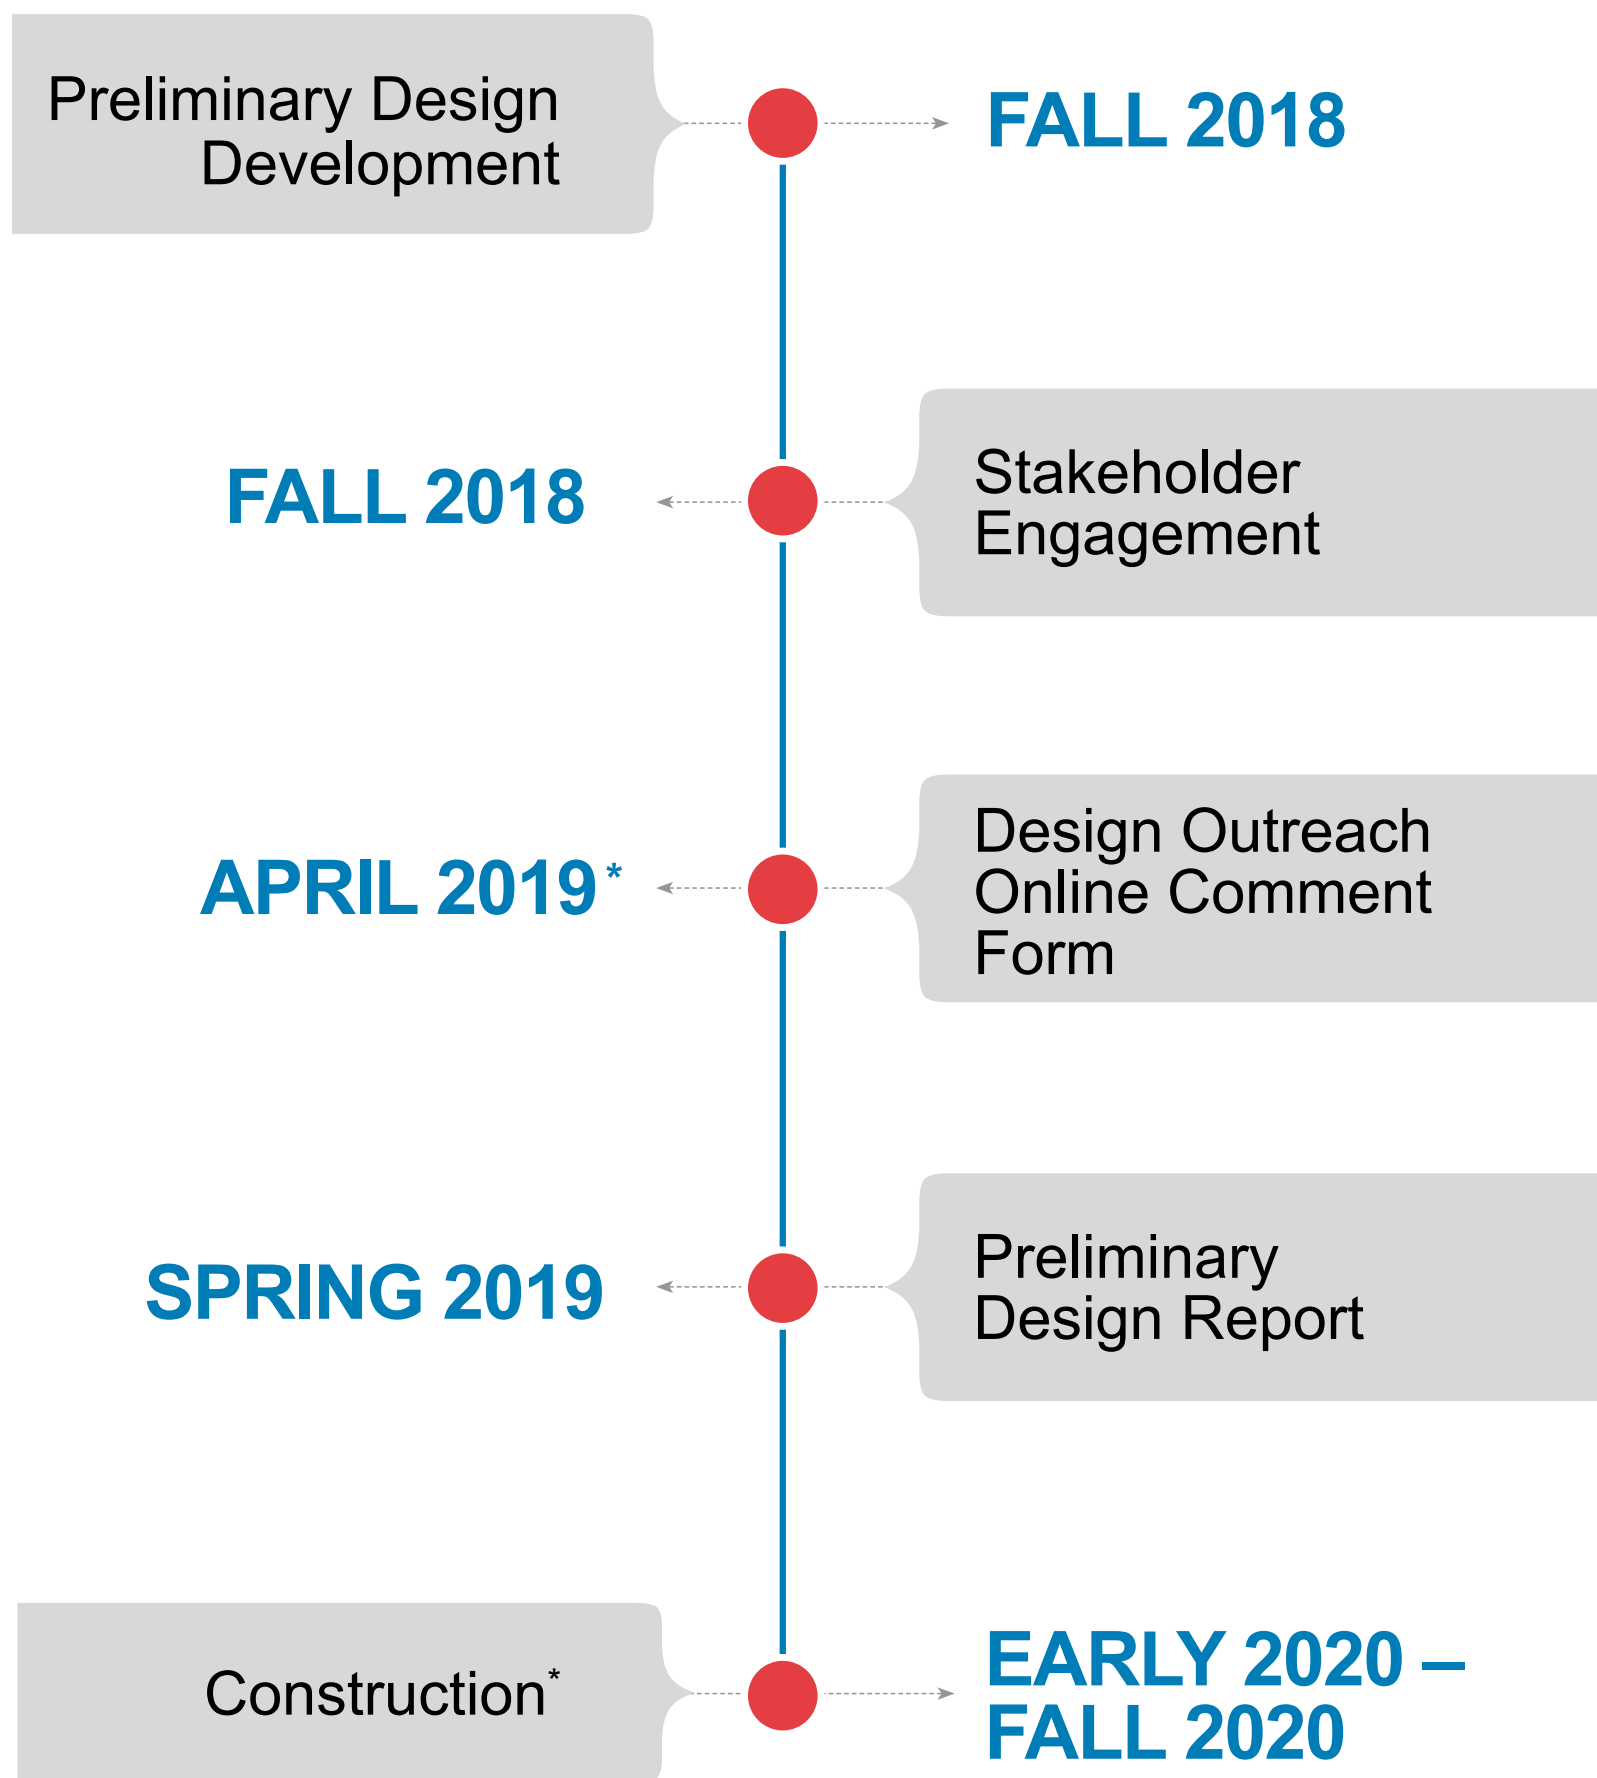 Preliminary Design
Development
FALL 2018
FALL 2018
Stakeholder
Engagement
APRIL 2019*
Design Outreach
Online Comment
Form
SPRING 2019
Preliminary
Design Report
Construction*
EARLY 2020 –
FALL 2020